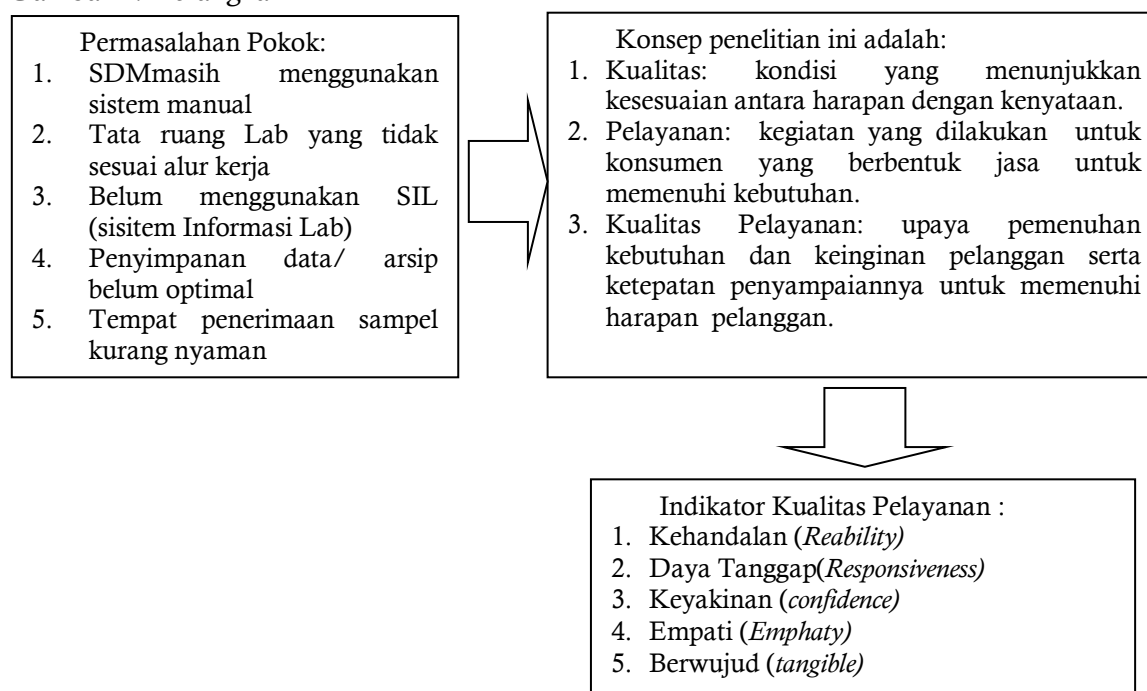 Permasalahan Pokok:
1. SDMmasih menggunakan
sistem manual
2. Tata ruang Lab yang tidak
sesuai alur kerja
3. Belum menggunakan SIL
(sisitem Informasi Lab)
4. Penyimpanan data/ arsip
belum optimal
5. Tempat penerimaan sampel
kurang nyaman
Konsep penelitian ini adalah:
1. Kualitas: kondisi yang menunjukkan
kesesuaian antara harapan dengan kenyataan.
2. Pelayanan: kegiatan yang dilakukan untuk
konsumen yang berbentuk jasa untuk
memenuhi kebutuhan.
3. Kualitas Pelayanan: upaya pemenuhan
kebutuhan dan keinginan pelanggan serta
ketepatan penyampaiannya untuk memenuhi
harapan pelanggan.
Indikator Kualitas Pelayanan :
1. Kehandalan (Reability)
2. Daya Tanggap(Responsiveness)
3. Keyakinan (confidence)
4. Empati (Emphaty)
5. Berwujud (tangible)